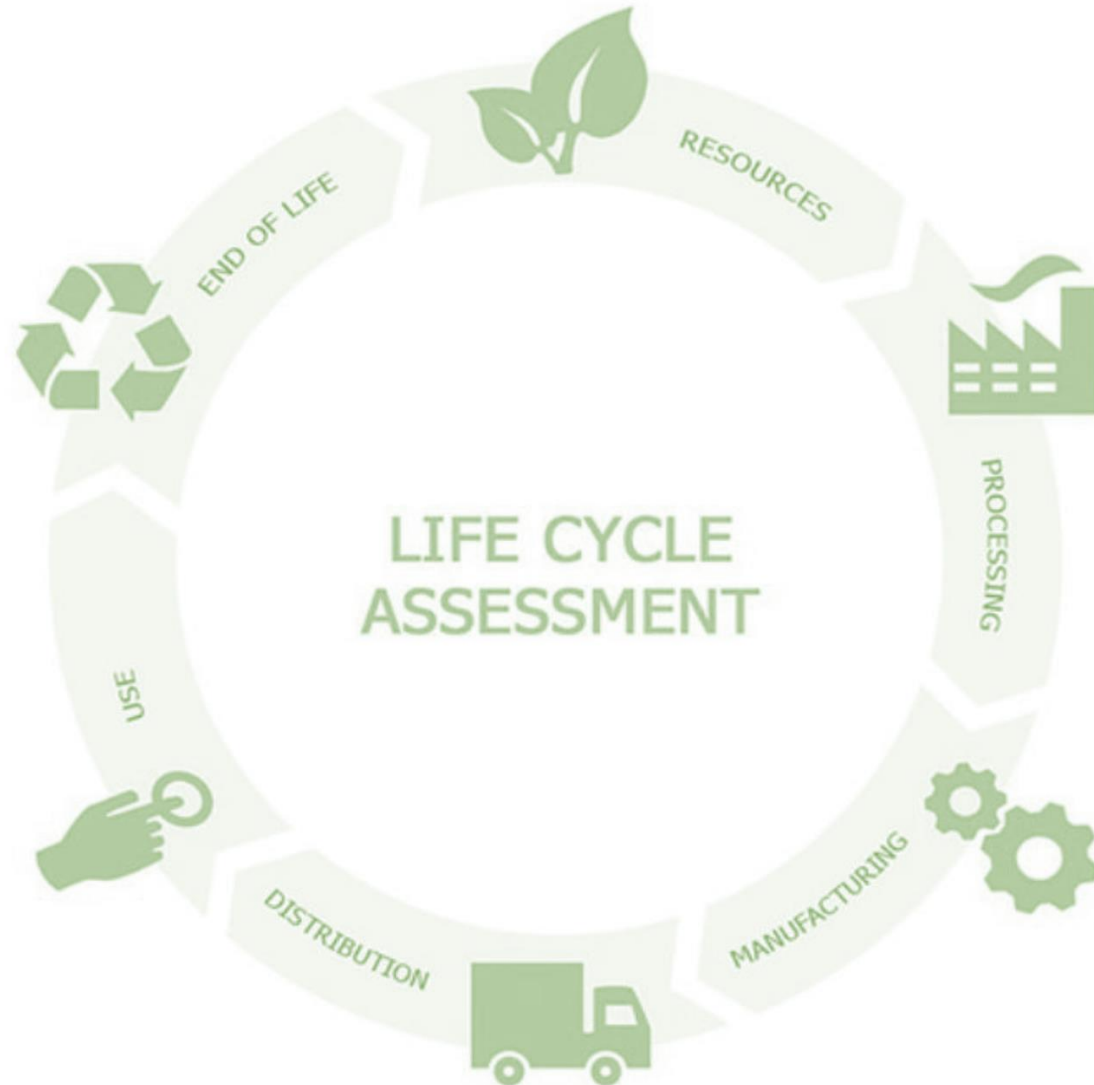 RESOURCES
PROCESSING
MANUFACTURING
DISTRIBUTION
USE
END OF LIFE
LIFE CYCLE
ASSESSMENT